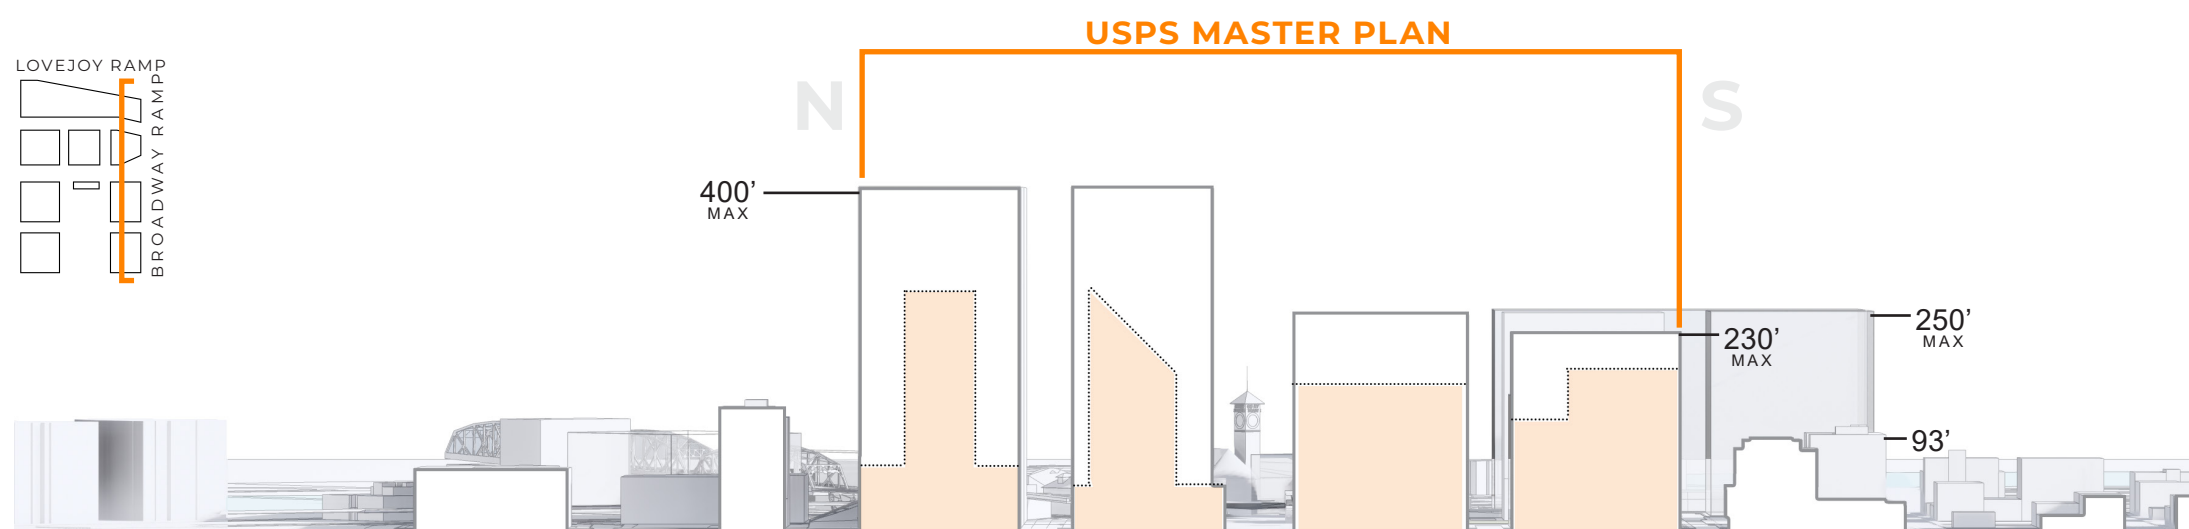 USPS MASTER PLAN
LOVEJOY RAMP
BROADWAY RAMP
N
S
400’
MAX
250’
MAX
230’
MAX
93’